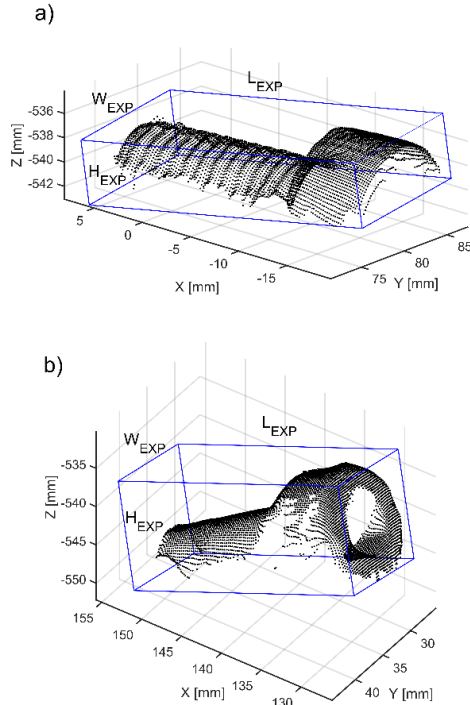 a)
L_EXP
W_EXP
H_EXP
Z [mm]
-536
-538
-540
-542
5
0
-5
-10
-15
X [mm]
75
80
85
Y [mm]
b)
L_EXP
W_EXP
H_EXP
Z [mm]
-535
-540
-545
-550
155
150
145
140
135
130
X [mm]
40
35
30
Y [mm]